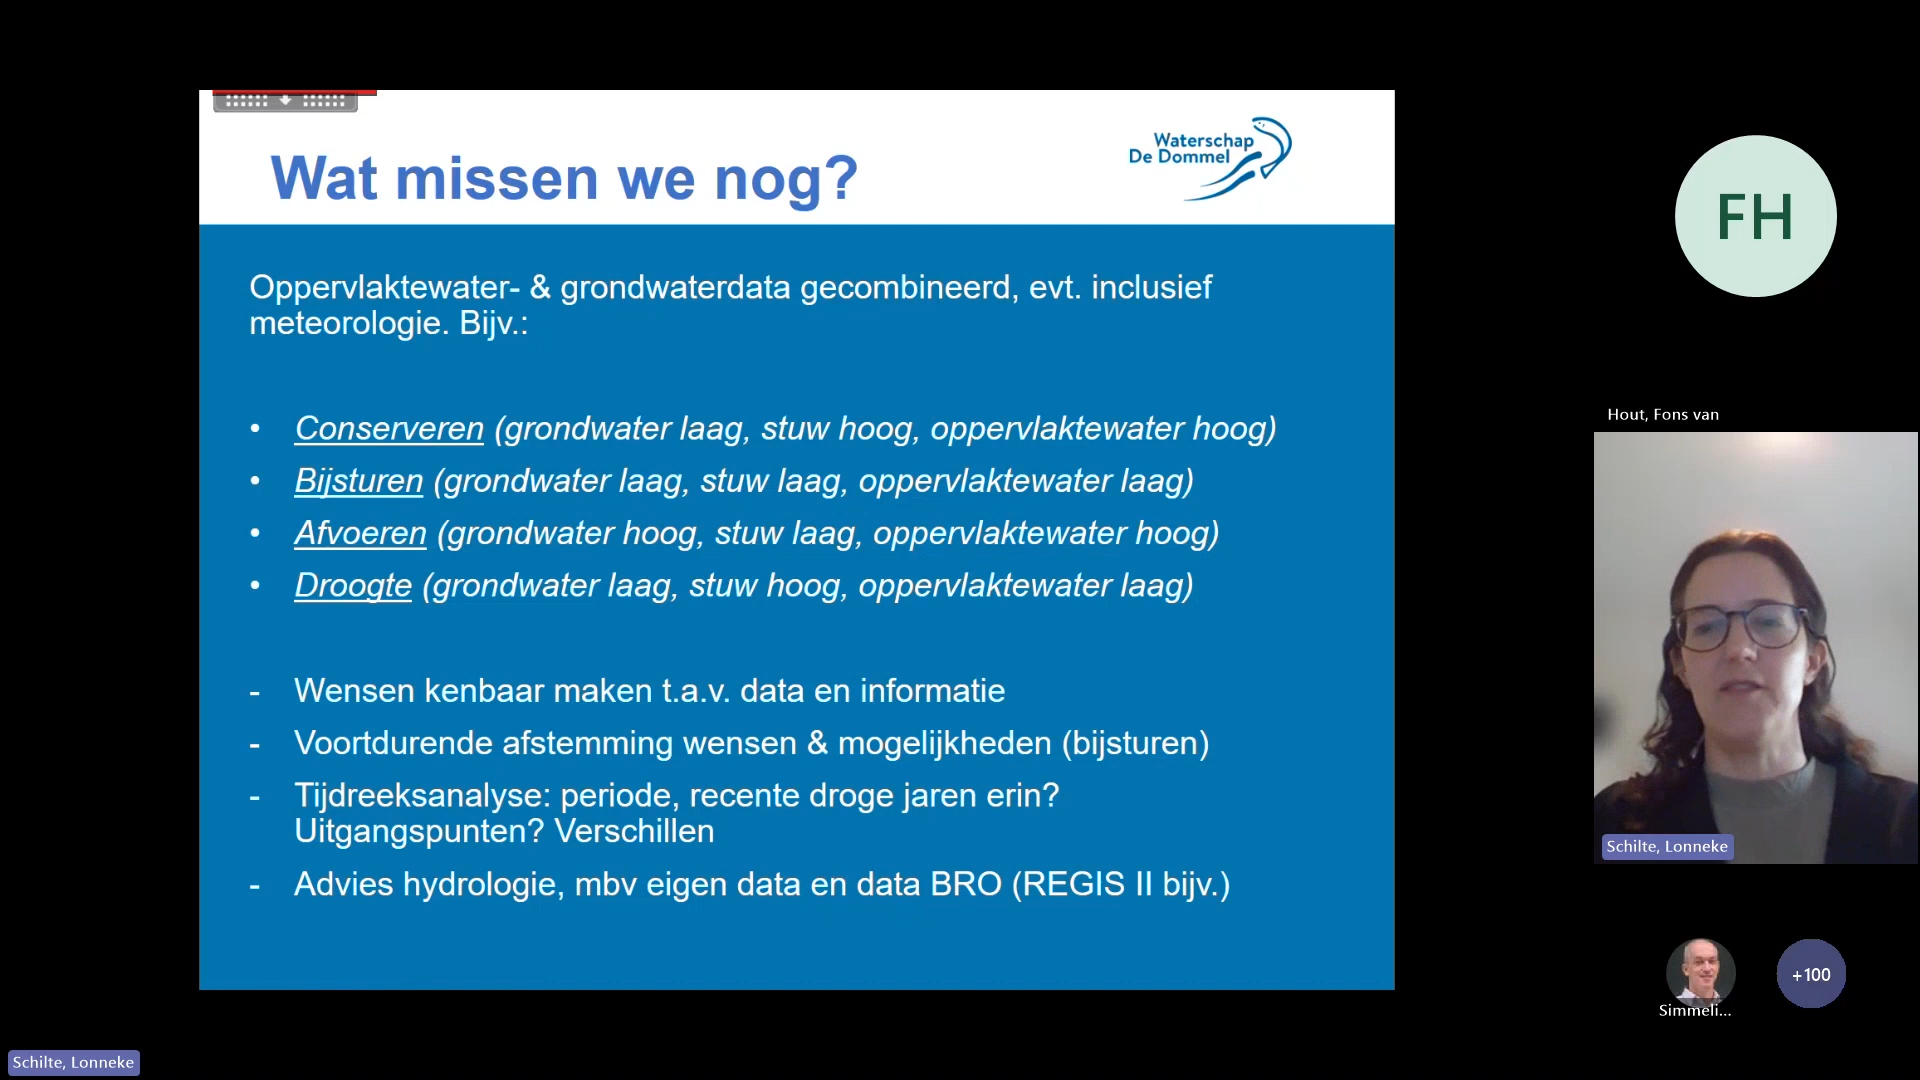 Wat missen we nog?
Waterschap
De Dommel
Oppervlaktewater- & grondwaterdata gecombineerd, evt. inclusief
meteorologie. Bijv.:
• Conserveren (grondwater laag, stuw hoog, oppervlaktewater hoog)
• Bijsturen (grondwater laag, stuw laag, oppervlaktewater laag)
• Afvoeren (grondwater hoog, stuw laag, oppervlaktewater hoog)
• Droogte (grondwater laag, stuw hoog, oppervlaktewater laag)
- Wensen kenbaar maken t.a.v. data en informatie
- Voortdurende afstemming wensen & mogelijkheden (bijsturen)
- Tijdreeksanalyse: periode, recente droge jaren erin?
Uitgangspunten? Verschillen
- Advies hydrologie, mbv eigen data en data BRO (REGIS II bijv.)
FH
Hout, Fons van
Schilte, Lonneke
Simmeli...
+100
Schilte, Lonneke